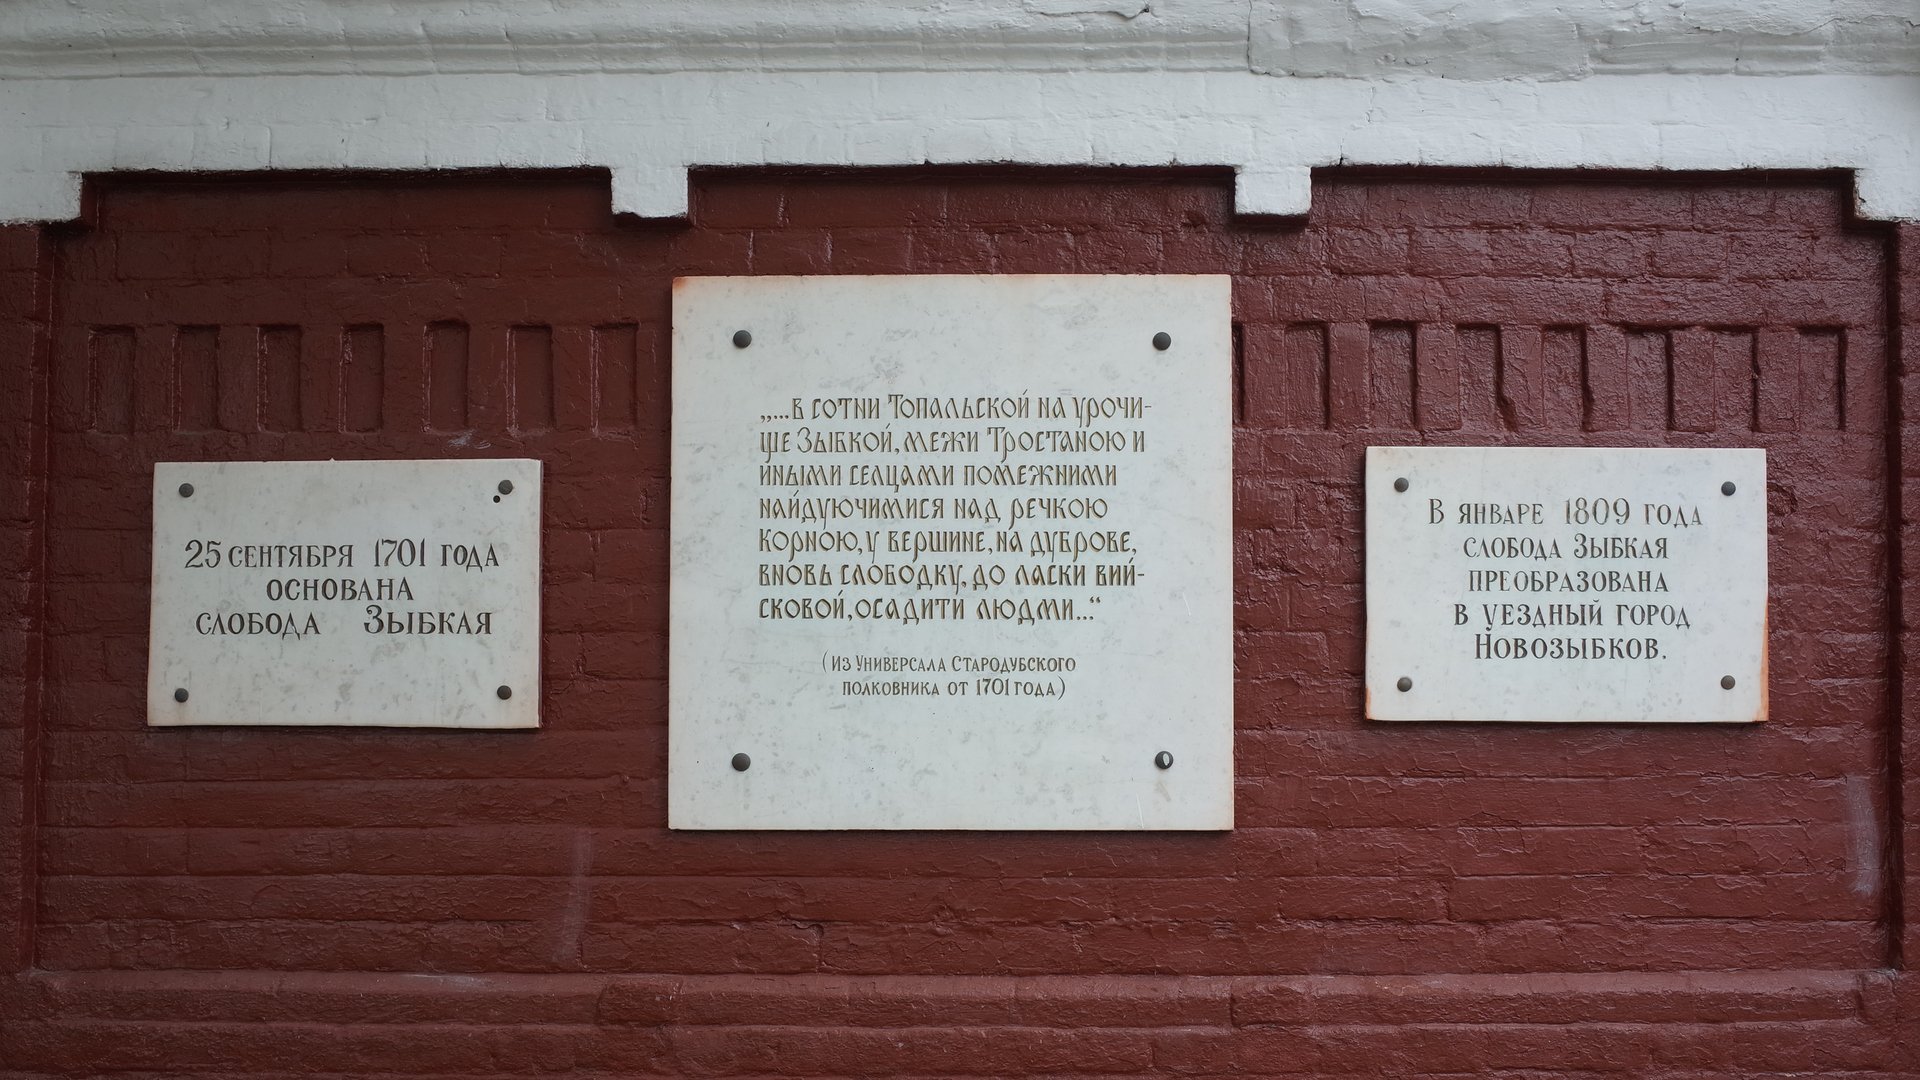 25 СЕНТЯБРЯ 1701 ГОДА
ОСНОВАНА
СЛОБОДА ЗЫБКАЯ
„...В СОТНИ ТОПАЛЬСКОЙ НА УРОЧИ-
ЩЕ ЗЫБКОЙ, МЕЖИ ТРОСТАНОЮ И
ИНЫМИ СЕЛЦАМИ ПОМЕЖНИМИ
НАЙДУЮЧИМИСЯ НАД РЕЧКОЮ
КОРНОЮ, У ВЕРШИНЕ, НА ДУБРОВЕ,
ВНОВЬ СЛОБОДКУ, ДО ЛАСКИ ВИЙ-
СКОВОЙ, ОСАДИТИ ЛЮДМИ...“
(ИЗ УНИВЕРСАЛА СТАРОДУБСКОГО
ПОЛКОВНИКА ОТ 1701 ГОДА)
В ЯНВАРЕ 1809 ГОДА
СЛОБОДА ЗЫБКАЯ
ПРЕОБРАЗОВАНА
В УЕЗДНЫЙ ГОРОД
НОВОЗЫБКОВ.